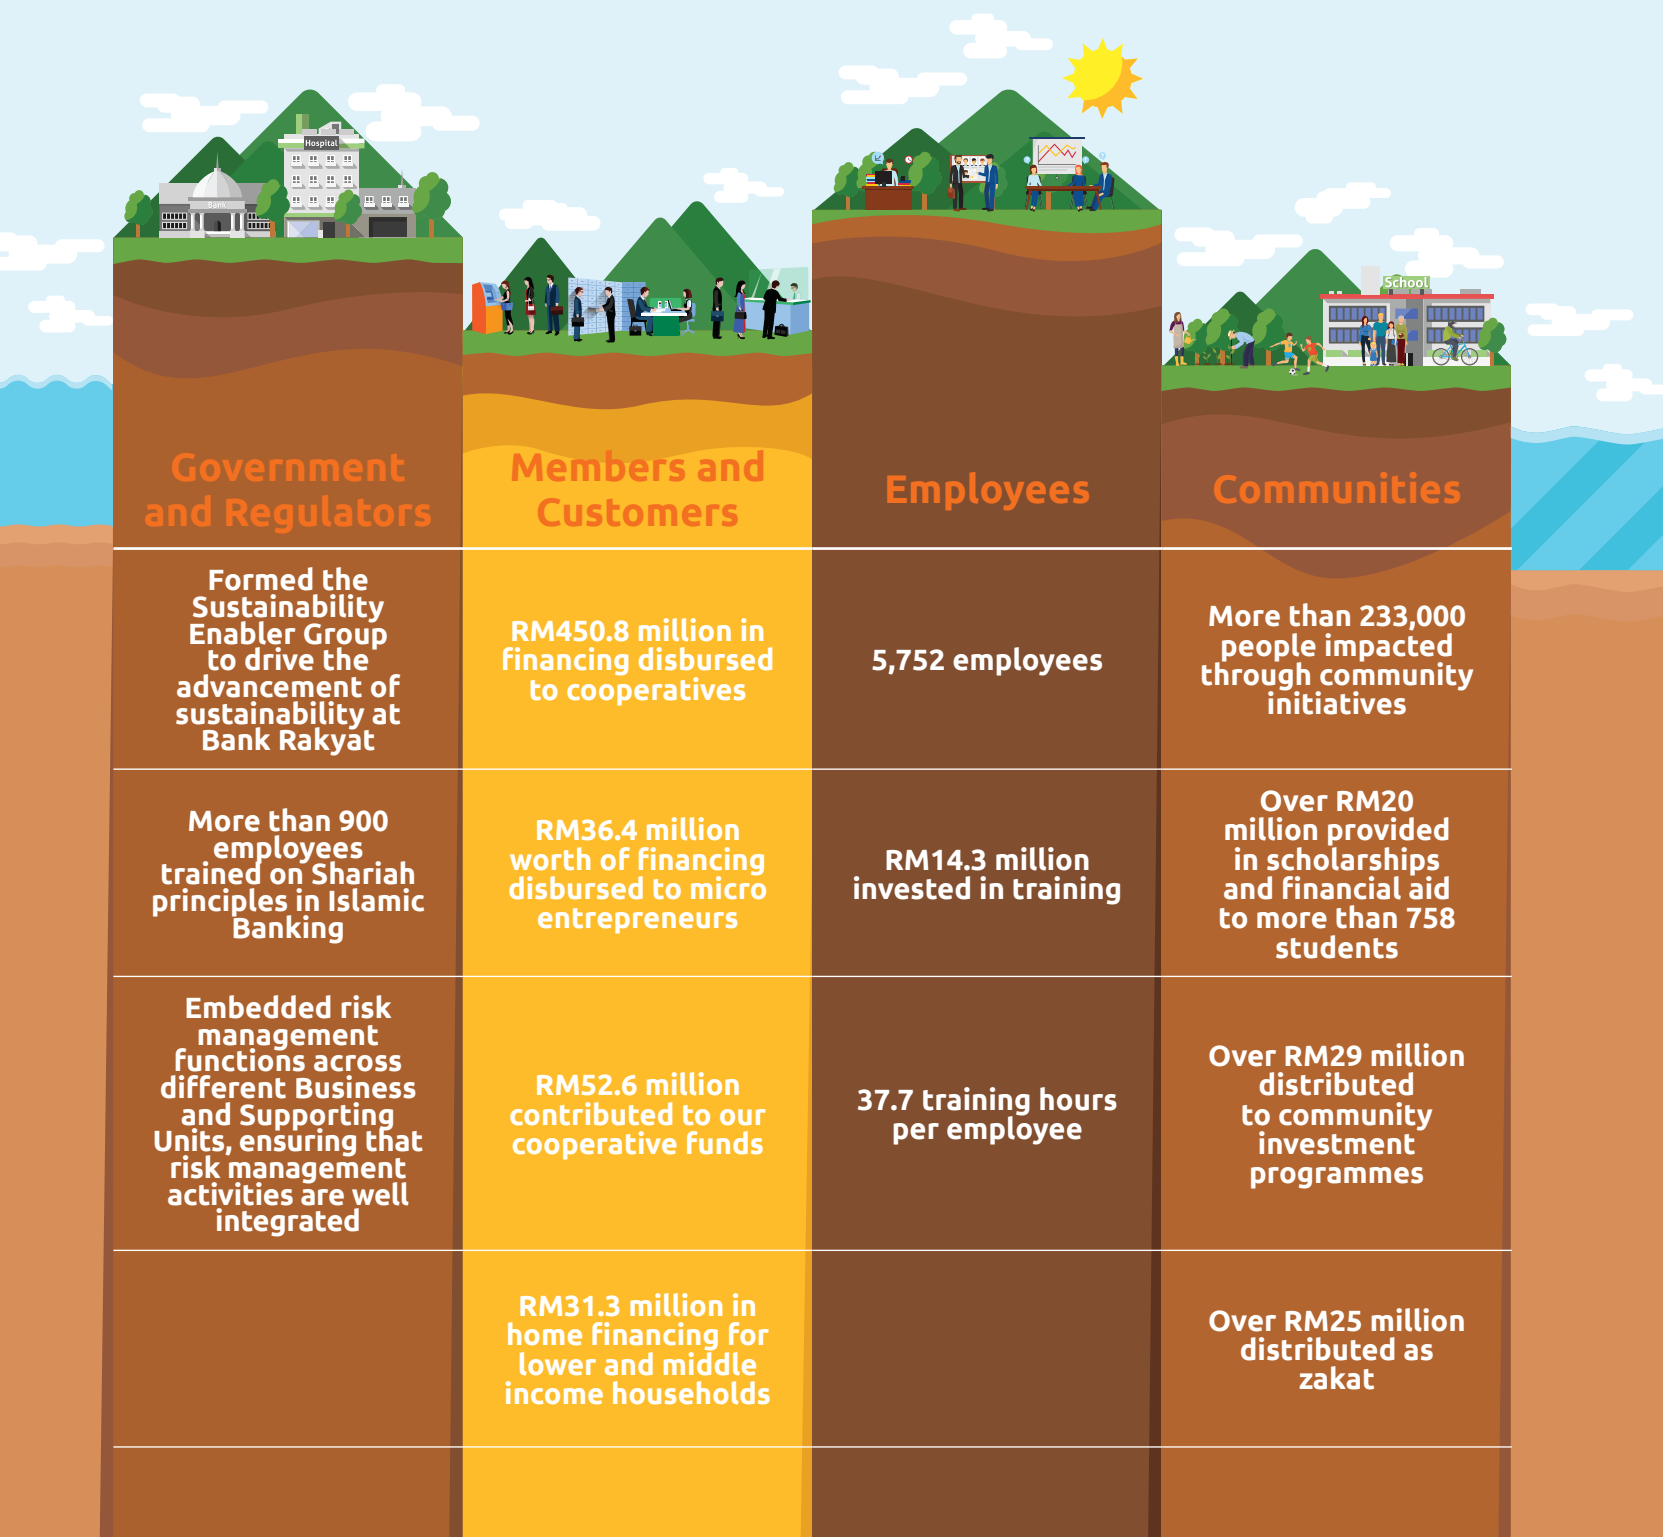 Hospital
Bank
School
Government
and Regulators
Members and
Customers
Employees
Communities
Formed the
Sustainability
Enabler Group
to drive the
advancement of
sustainability at
Bank Rakyat
RM450.8 million in
financing disbursed
to cooperatives
5,752 employees
More than 233,000
people impacted
through community
initiatives
More than 900
employees
trained on Shariah
principles in Islamic
Banking
RM36.4 million
worth of financing
disbursed to micro
entrepreneurs
RM14.3 million
invested in training
Over RM20
million provided
in scholarships
and financial aid
to more than 758
students
Embedded risk
management
functions across
different Business
and Supporting
Units, ensuring that
risk management
activities are well
integrated
RM52.6 million
contributed to our
cooperative funds
37.7 training hours
per employee
Over RM29 million
distributed
to community
investment
programmes
RM31.3 million in
home financing for
lower and middle
income households
Over RM25 million
distributed as
zakat